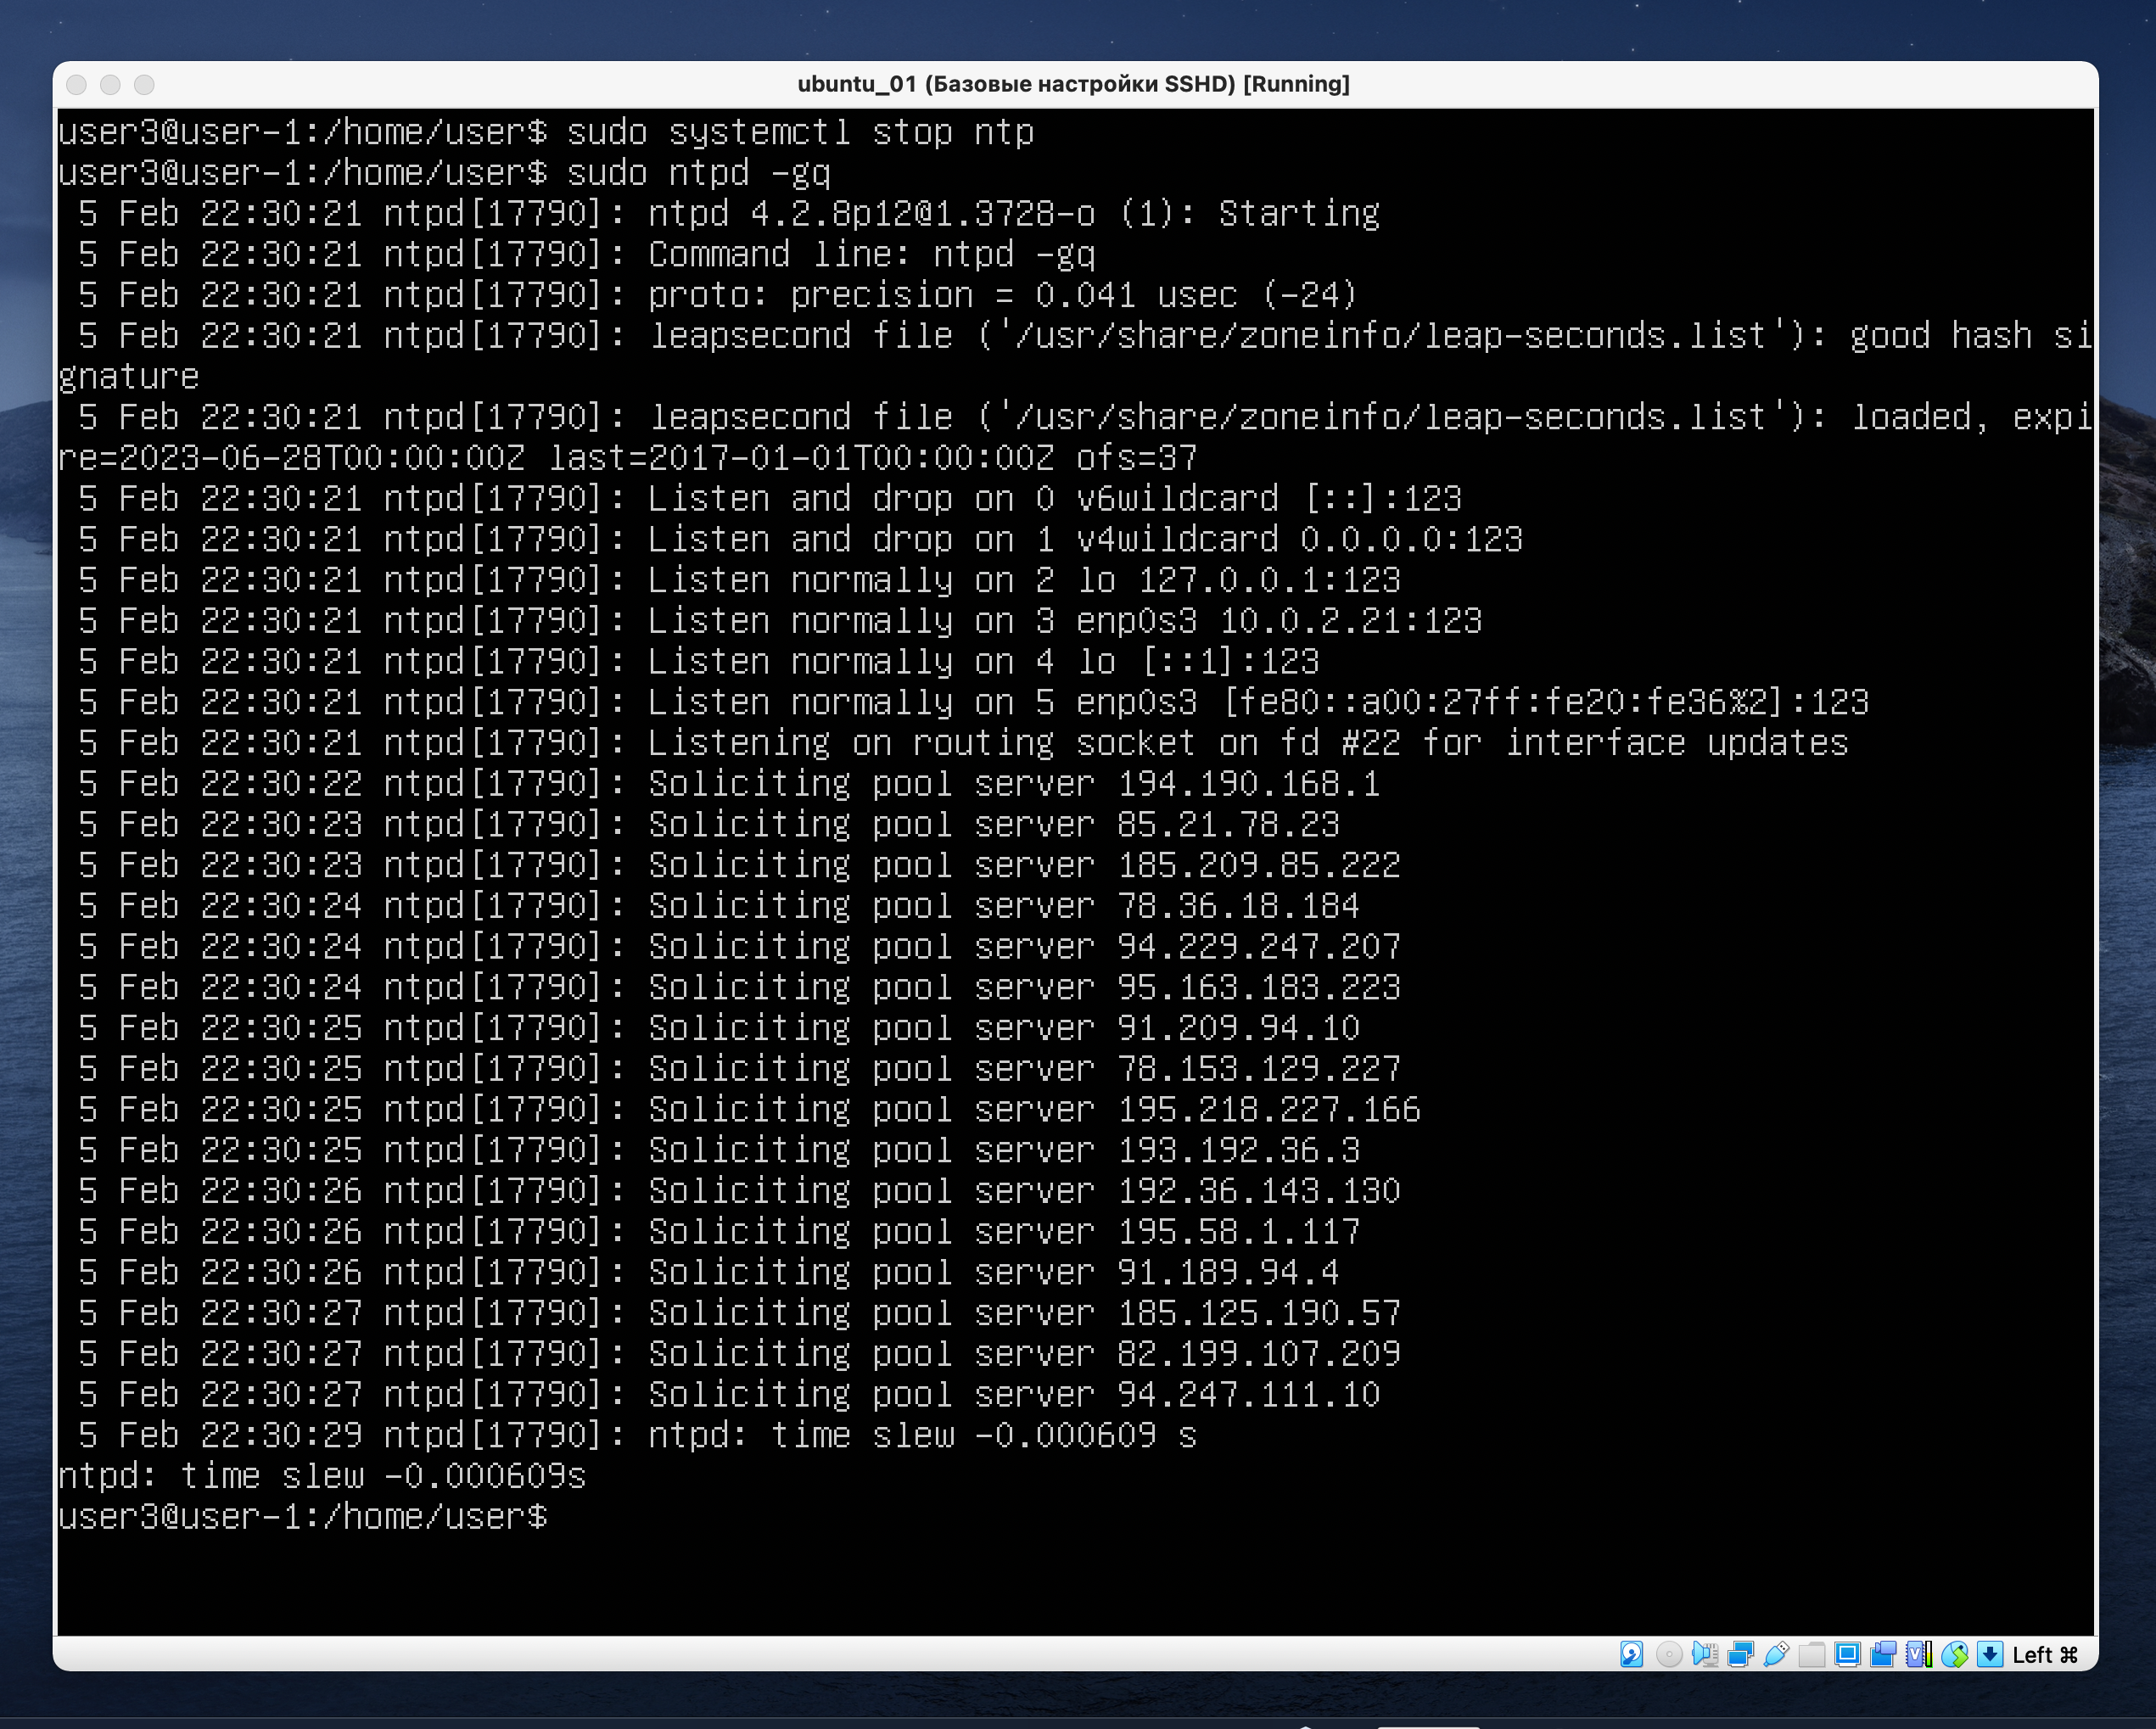 ubuntu_01 (Базовые настройки SSHD) [Running]
user3@user-1:/home/user$ sudo systemctl stop ntp
user3@user-1:/home/user$ sudo ntpd -gq
 5 Feb 22:30:21 ntpd[17790]: ntpd 4.2.8p12@1.3728-o (1): Starting
 5 Feb 22:30:21 ntpd[17790]: Command line: ntpd -gq
 5 Feb 22:30:21 ntpd[17790]: proto: precision = 0.041 usec (-24)
 5 Feb 22:30:21 ntpd[17790]: leapsecond file ('/usr/share/zoneinfo/leap-seconds.list'): good hash si
gnature
 5 Feb 22:30:21 ntpd[17790]: leapsecond file ('/usr/share/zoneinfo/leap-seconds.list'): loaded, expi
re=2023-06-28T00:00:00Z last=2017-01-01T00:00:00Z ofs=37
 5 Feb 22:30:21 ntpd[17790]: Listen and drop on 0 v6wildcard [::]:123
 5 Feb 22:30:21 ntpd[17790]: Listen and drop on 1 v4wildcard 0.0.0.0:123
 5 Feb 22:30:21 ntpd[17790]: Listen normally on 2 lo 127.0.0.1:123
 5 Feb 22:30:21 ntpd[17790]: Listen normally on 3 enp0s3 10.0.2.21:123
 5 Feb 22:30:21 ntpd[17790]: Listen normally on 4 lo [::1]:123
 5 Feb 22:30:21 ntpd[17790]: Listen normally on 5 enp0s3 [fe80::a00:27ff:fe20:fe36%2]:123
 5 Feb 22:30:21 ntpd[17790]: Listening on routing socket on fd #22 for interface updates
 5 Feb 22:30:22 ntpd[17790]: Soliciting pool server 194.190.168.1
 5 Feb 22:30:23 ntpd[17790]: Soliciting pool server 85.21.78.23
 5 Feb 22:30:23 ntpd[17790]: Soliciting pool server 185.209.85.222
 5 Feb 22:30:24 ntpd[17790]: Soliciting pool server 78.36.18.184
 5 Feb 22:30:24 ntpd[17790]: Soliciting pool server 94.229.247.207
 5 Feb 22:30:24 ntpd[17790]: Soliciting pool server 95.163.183.223
 5 Feb 22:30:25 ntpd[17790]: Soliciting pool server 91.209.94.10
 5 Feb 22:30:25 ntpd[17790]: Soliciting pool server 78.153.129.227
 5 Feb 22:30:25 ntpd[17790]: Soliciting pool server 195.218.227.166
 5 Feb 22:30:25 ntpd[17790]: Soliciting pool server 193.192.36.3
 5 Feb 22:30:26 ntpd[17790]: Soliciting pool server 192.36.143.130
 5 Feb 22:30:26 ntpd[17790]: Soliciting pool server 195.58.1.117
 5 Feb 22:30:26 ntpd[17790]: Soliciting pool server 91.189.94.4
 5 Feb 22:30:27 ntpd[17790]: Soliciting pool server 185.125.190.57
 5 Feb 22:30:27 ntpd[17790]: Soliciting pool server 82.199.107.209
 5 Feb 22:30:27 ntpd[17790]: Soliciting pool server 94.247.111.10
 5 Feb 22:30:29 ntpd[17790]: ntpd: time slew -0.000609 s
ntpd: time slew -0.000609s
user3@user-1:/home/user$
Left ⌘